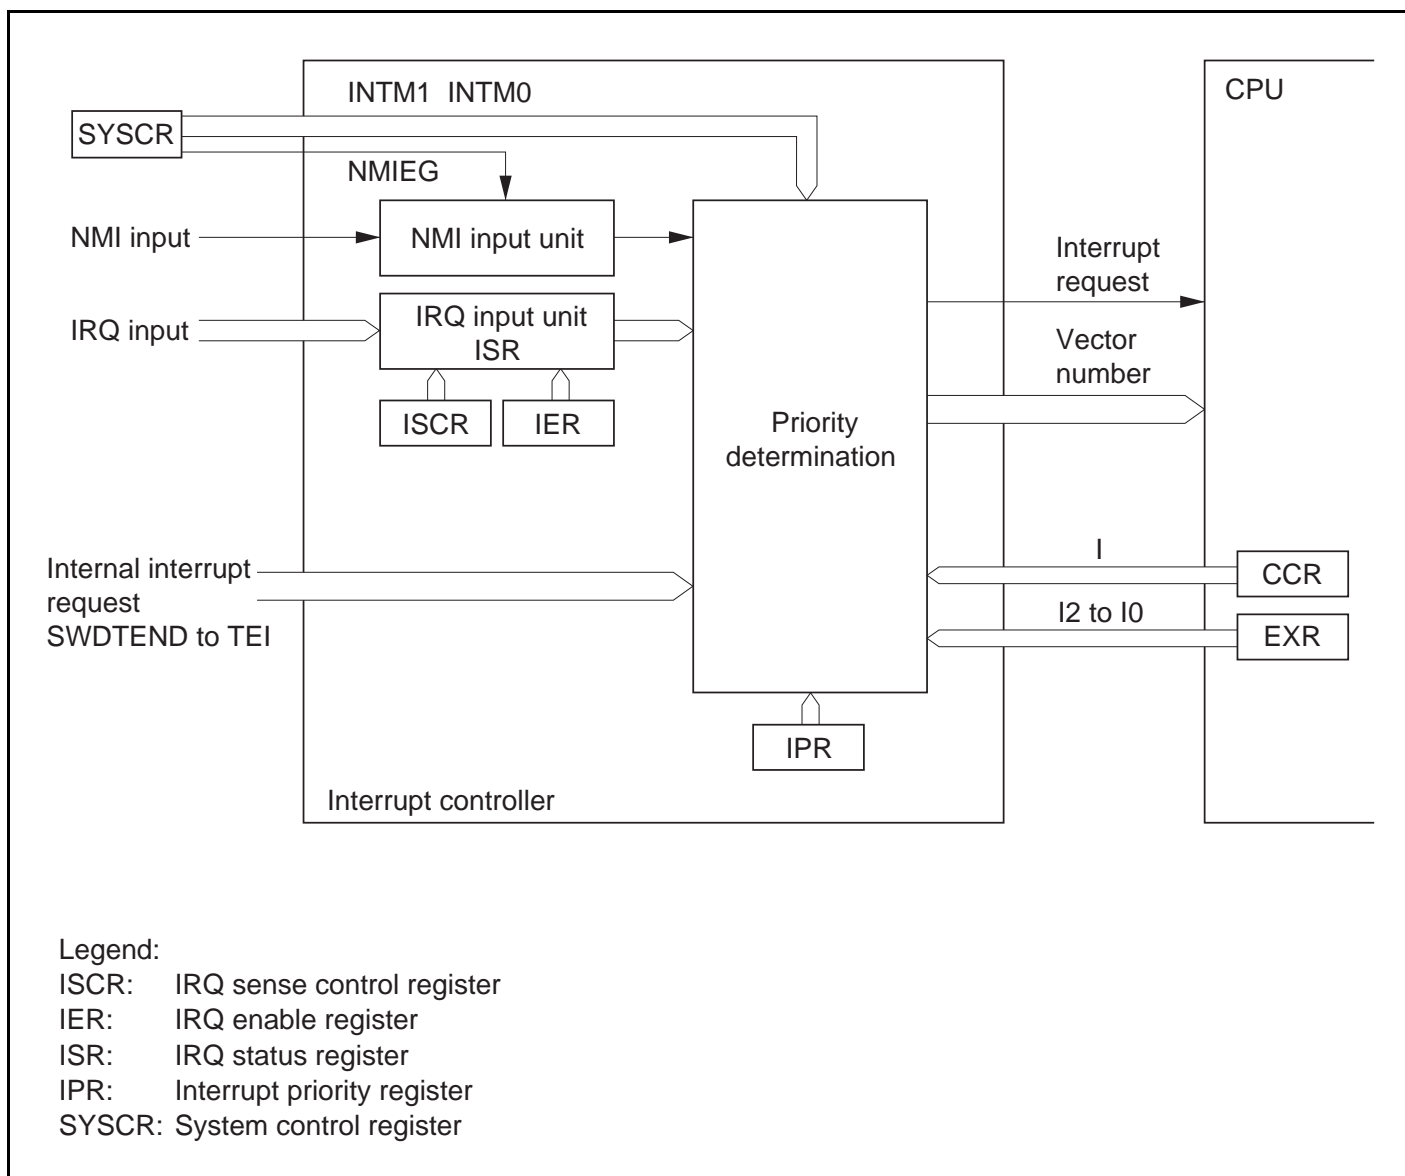 INTM1 INTM0
CPU
SYSCR
NMIEG
NMI input
NMI input unit
Interrupt
request
IRQ input
IRQ input unit
ISR
Vector
number
ISCR
IER
Priority
determination
Internal interrupt
request
SWDTEND to TEI
I
CCR
I2 to I0
EXR
IPR
Interrupt controller
Legend:
ISCR: IRQ sense control register
IER: IRQ enable register
ISR: IRQ status register
IPR: Interrupt priority register
SYSCR: System control register